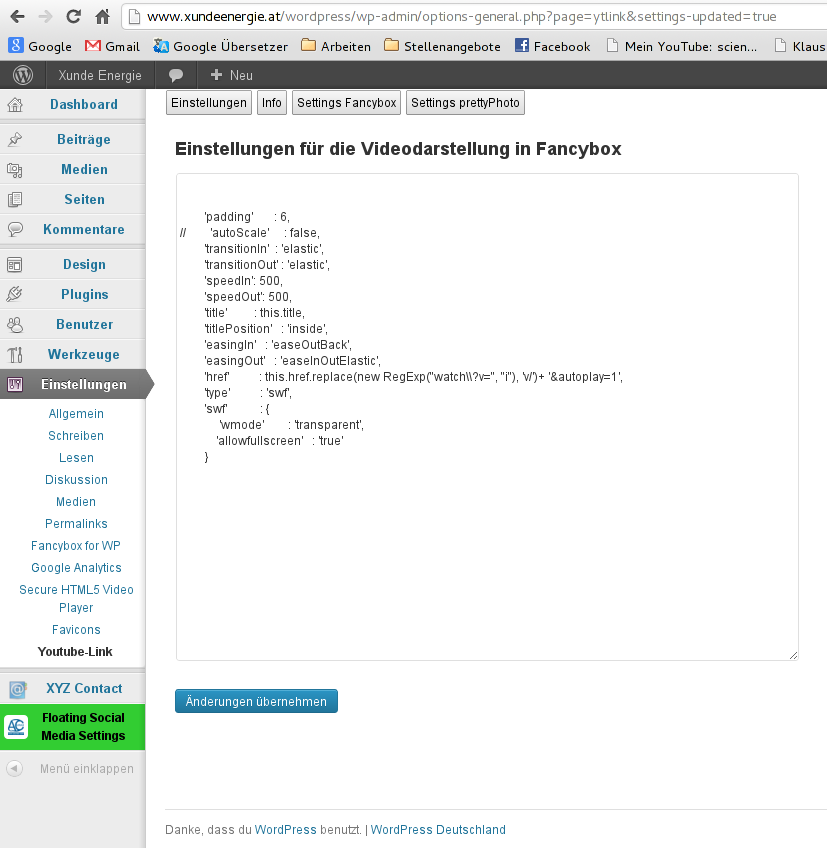 www.xundeenergie.at/wordpress/wp-admin/options-general.php?page=ytlink&settings-updated=true
Google Gmail Google Übersetzer Arbeiten Stellenangebote Facebook Mein YouTube: scien... Klaus
Xunde Energie + Neu
Dashboard
Beiträge
Medien
Seiten
Kommentare
Design
Plugins
Benutzer
Werkzeuge
Einstellungen
Allgemein
Schreiben
Lesen
Diskussion
Medien
Permalinks
Fancybox for WP
Google Analytics
Secure HTML5 Video
Player
Favicons
Youtube-Link
XYZ Contact
Floating Social
Media Settings
Menü einklappen
Einstellungen Info Settings Fancybox Settings prettyPhoto
Einstellungen für die Videodarstellung in Fancybox
'padding' : 6,
// 'autoScale' : false,
'transitionIn' : 'elastic',
'transitionOut' : 'elastic',
'speedIn': 500,
'speedOut': 500,
'title' : this.title,
'titlePosition' : 'inside',
'easingIn' : 'easeOutBack',
'easingOut' : 'easeInOutElastic',
'href' : this.href.replace(new RegExp("watch\\?v=", "i"), 'v/')+ '&autoplay=1',
'type' : 'swf',
'swf' : {
'wmode' : 'transparent',
'allowfullscreen' : 'true'
}
Änderungen übernehmen
Danke, dass du WordPress benutzt. | WordPress Deutschland